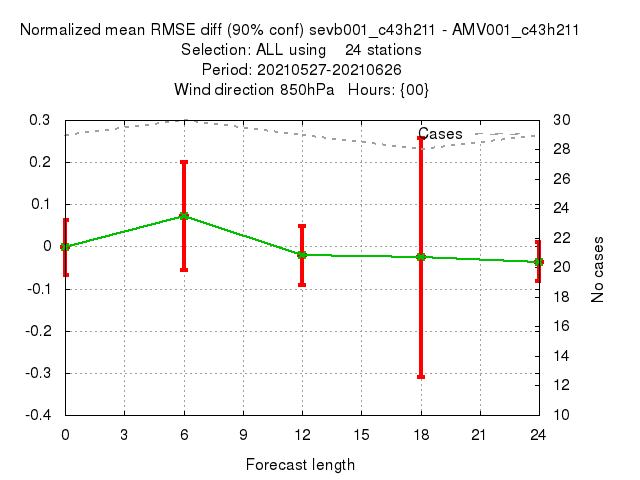 Normalized mean RMSE diff (90% conf) sevb001_c43h211 - AMV001_c43h211
Selection: ALL using    24 stations
Period: 20210527-20210626
Wind direction 850hPa   Hours: {00}
Cases
0.3
0.2
0.1
0
-0.1
-0.2
-0.3
-0.4
30
28
26
24
22
20
18
16
14
12
10
No cases
0 3 6 9 12 15 18 21 24
Forecast length